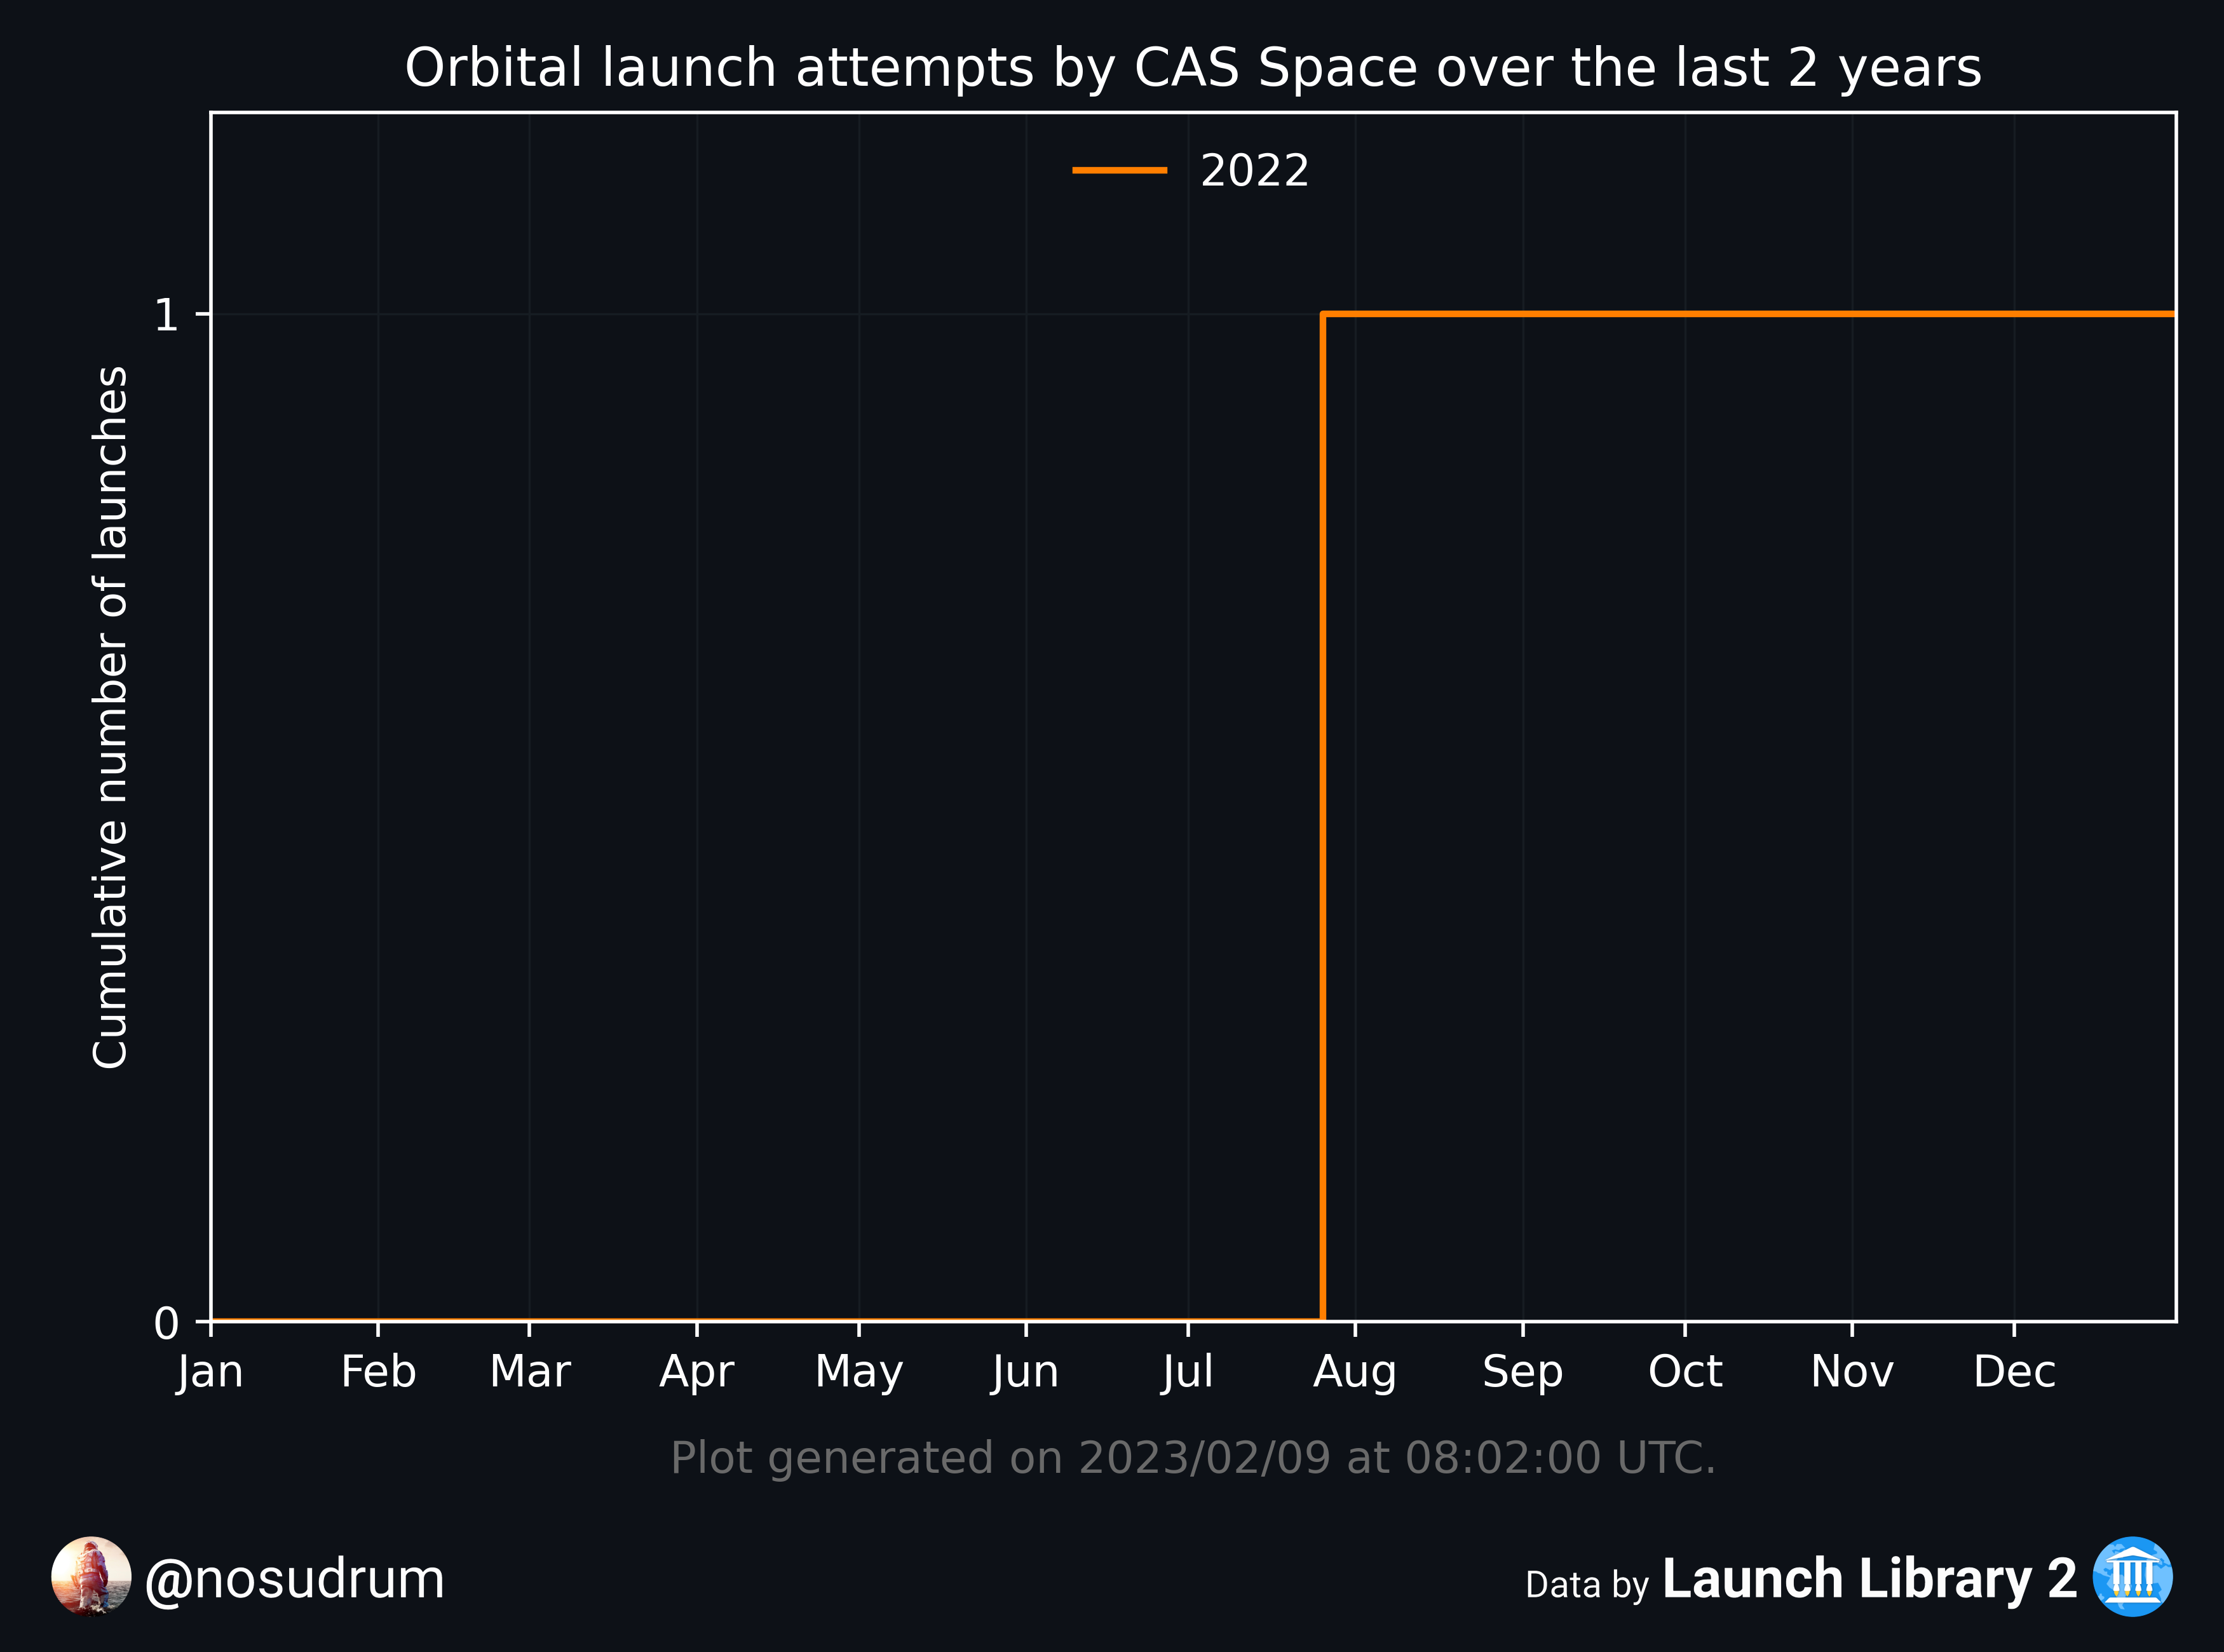 Orbital launch attempts by CAS Space over the last 2 years
2022
1
Cumulative number of launches
0
Jan Feb Mar Apr May Jun Jul Aug Sep Oct Nov Dec
Plot generated on 2023/02/09 at 08:02:00 UTC.
@nosudrum
Data by Launch Library 2